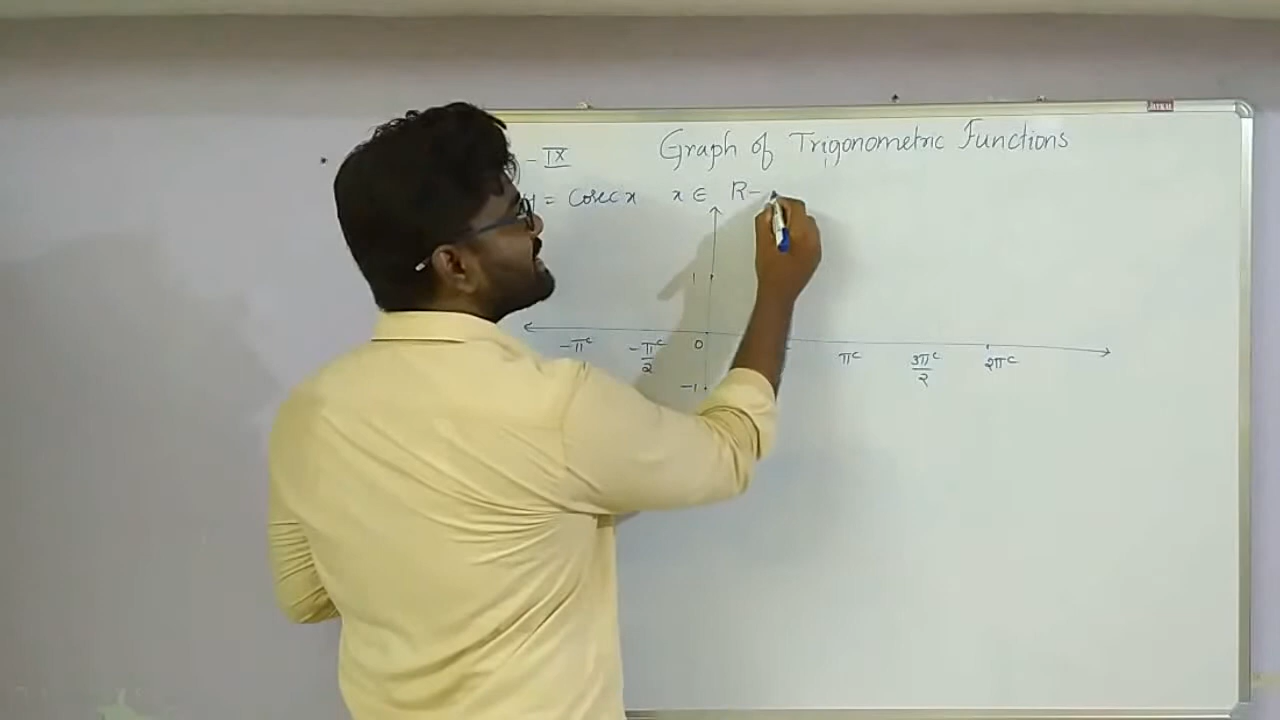 Graph of Trigonometric Functions
) - IX
y = Cosec x x ∈ R -
1
-π^c -π^c/2 0 π^c 3π^c/2 2π^c
-1